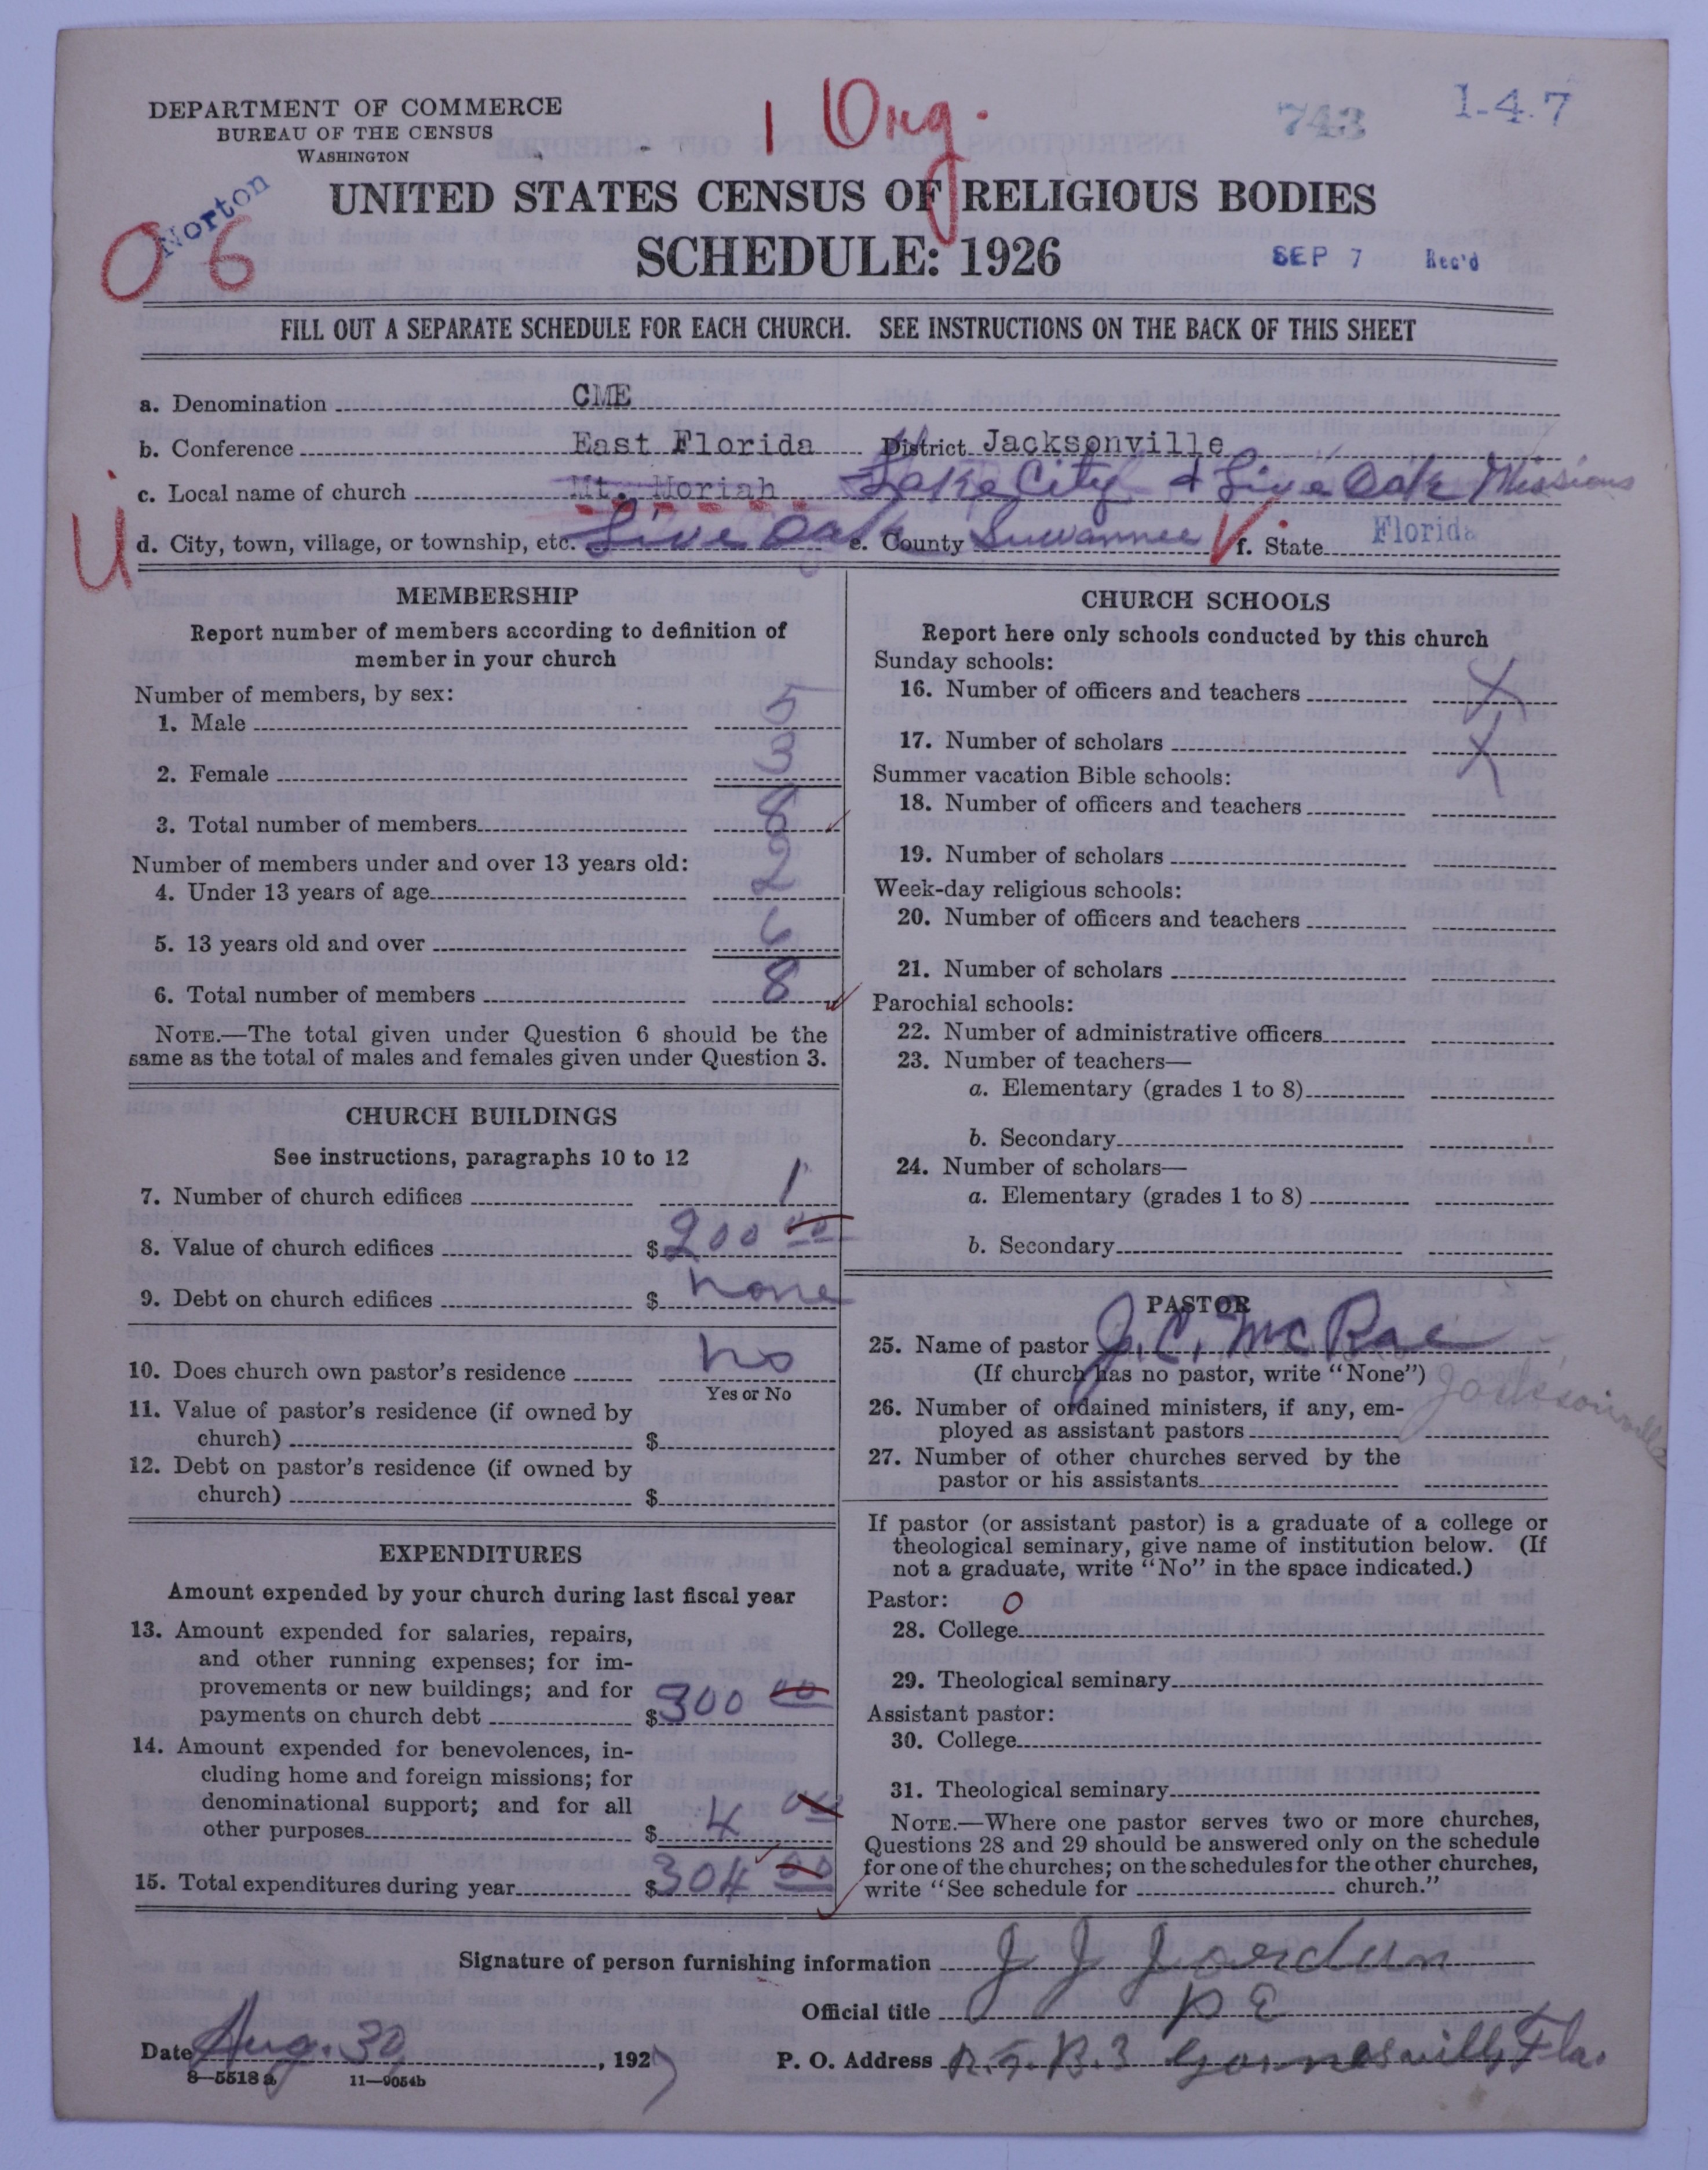 DEPARTMENT OF COMMERCE
BUREAU OF THE CENSUS
WASHINGTON
1 Org.
743
1-4-7
Norton
06
UNITED STATES CENSUS OF RELIGIOUS BODIES
SCHEDULE: 1926
SEP 7 Rec'd
FILL OUT A SEPARATE SCHEDULE FOR EACH CHURCH. SEE INSTRUCTIONS ON THE BACK OF THIS SHEET
a. Denomination CME
b. Conference East Florida District Jacksonville
c. Local name of church Mt. Moriah Lake City & Live Oak Missions
U
d. City, town, village, or township, etc. Live Oak e. County Suwannee f. State Florida
MEMBERSHIP
Report number of members according to definition of
member in your church
Number of members, by sex:
1. Male 5
2. Female 3
3. Total number of members 8
Number of members under and over 13 years old:
4. Under 13 years of age 2
5. 13 years old and over 6
6. Total number of members 8
NOTE.—The total given under Question 6 should be the
same as the total of males and females given under Question 3.
CHURCH BUILDINGS
See instructions, paragraphs 10 to 12
7. Number of church edifices 1
8. Value of church edifices $200 00
9. Debt on church edifices $ None
10. Does church own pastor's residence No
Yes or No
11. Value of pastor's residence (if owned by
church) $
12. Debt on pastor's residence (if owned by
church) $
EXPENDITURES
Amount expended by your church during last fiscal year
13. Amount expended for salaries, repairs,
and other running expenses; for im-
provements or new buildings; and for
payments on church debt $300 00
14. Amount expended for benevolences, in-
cluding home and foreign missions; for
denominational support; and for all
other purposes $ 4 00
15. Total expenditures during year $304 00
CHURCH SCHOOLS
Report here only schools conducted by this church
Sunday schools:
16. Number of officers and teachers X
17. Number of scholars X
Summer vacation Bible schools:
18. Number of officers and teachers
19. Number of scholars
Week-day religious schools:
20. Number of officers and teachers
21. Number of scholars
Parochial schools:
22. Number of administrative officers
23. Number of teachers—
a. Elementary (grades 1 to 8)
b. Secondary
24. Number of scholars—
a. Elementary (grades 1 to 8)
b. Secondary
PASTOR
25. Name of pastor J. C. McRae
(If church has no pastor, write "None") Jacksonville
26. Number of ordained ministers, if any, em-
ployed as assistant pastors
27. Number of other churches served by the
pastor or his assistants
If pastor (or assistant pastor) is a graduate of a college or
theological seminary, give name of institution below. (If
not a graduate, write "No" in the space indicated.)
Pastor: 0
28. College
29. Theological seminary
Assistant pastor:
30. College
31. Theological seminary
NOTE.—Where one pastor serves two or more churches,
Questions 28 and 29 should be answered only on the schedule
for one of the churches; on the schedules for the other churches,
write "See schedule for church."
Signature of person furnishing information J J Joerdan
Official title P E
Date Aug. 30, 1927 P. O. Address R. F. B. 3 Gainesville, Fla.
8—5518 a 11—9054b